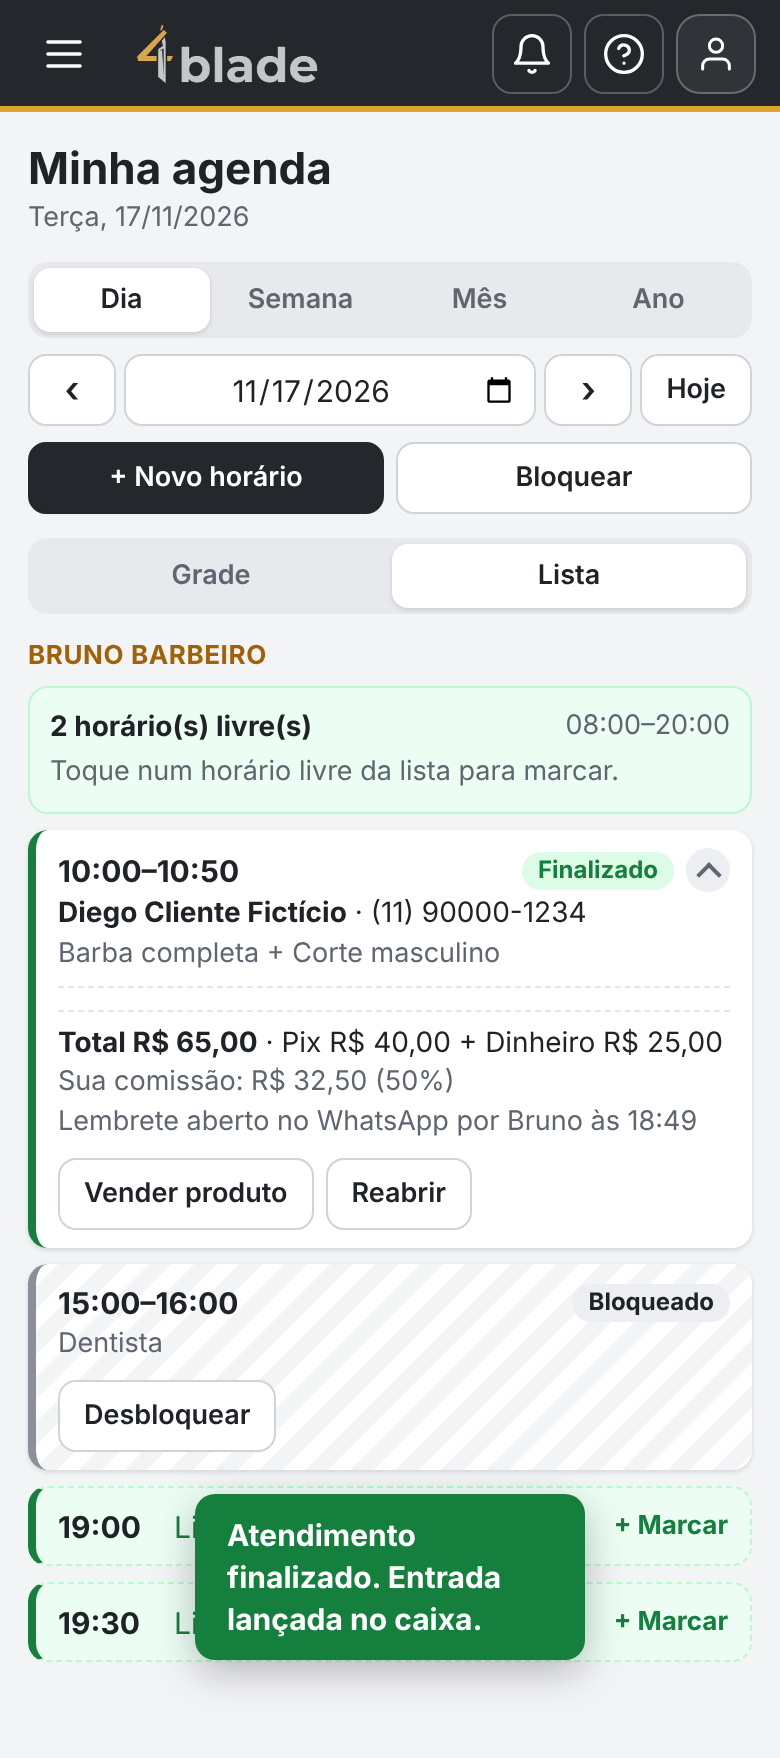 4blade
Minha agenda
Terça, 17/11/2026
Dia Semana Mês Ano
‹ 11/17/2026 › Hoje
+ Novo horário Bloquear
Grade Lista
BRUNO BARBEIRO
2 horário(s) livre(s) 08:00–20:00
Toque num horário livre da lista para marcar.
10:00–10:50 Finalizado
Diego Cliente Fictício · (11) 90000-1234
Barba completa + Corte masculino
Total R$ 65,00 · Pix R$ 40,00 + Dinheiro R$ 25,00
Sua comissão: R$ 32,50 (50%)
Lembrete aberto no WhatsApp por Bruno às 18:49
Vender produto Reabrir
15:00–16:00 Bloqueado
Dentista
Desbloquear
19:00 + Marcar
19:30 + Marcar
Atendimento
finalizado. Entrada
lançada no caixa.